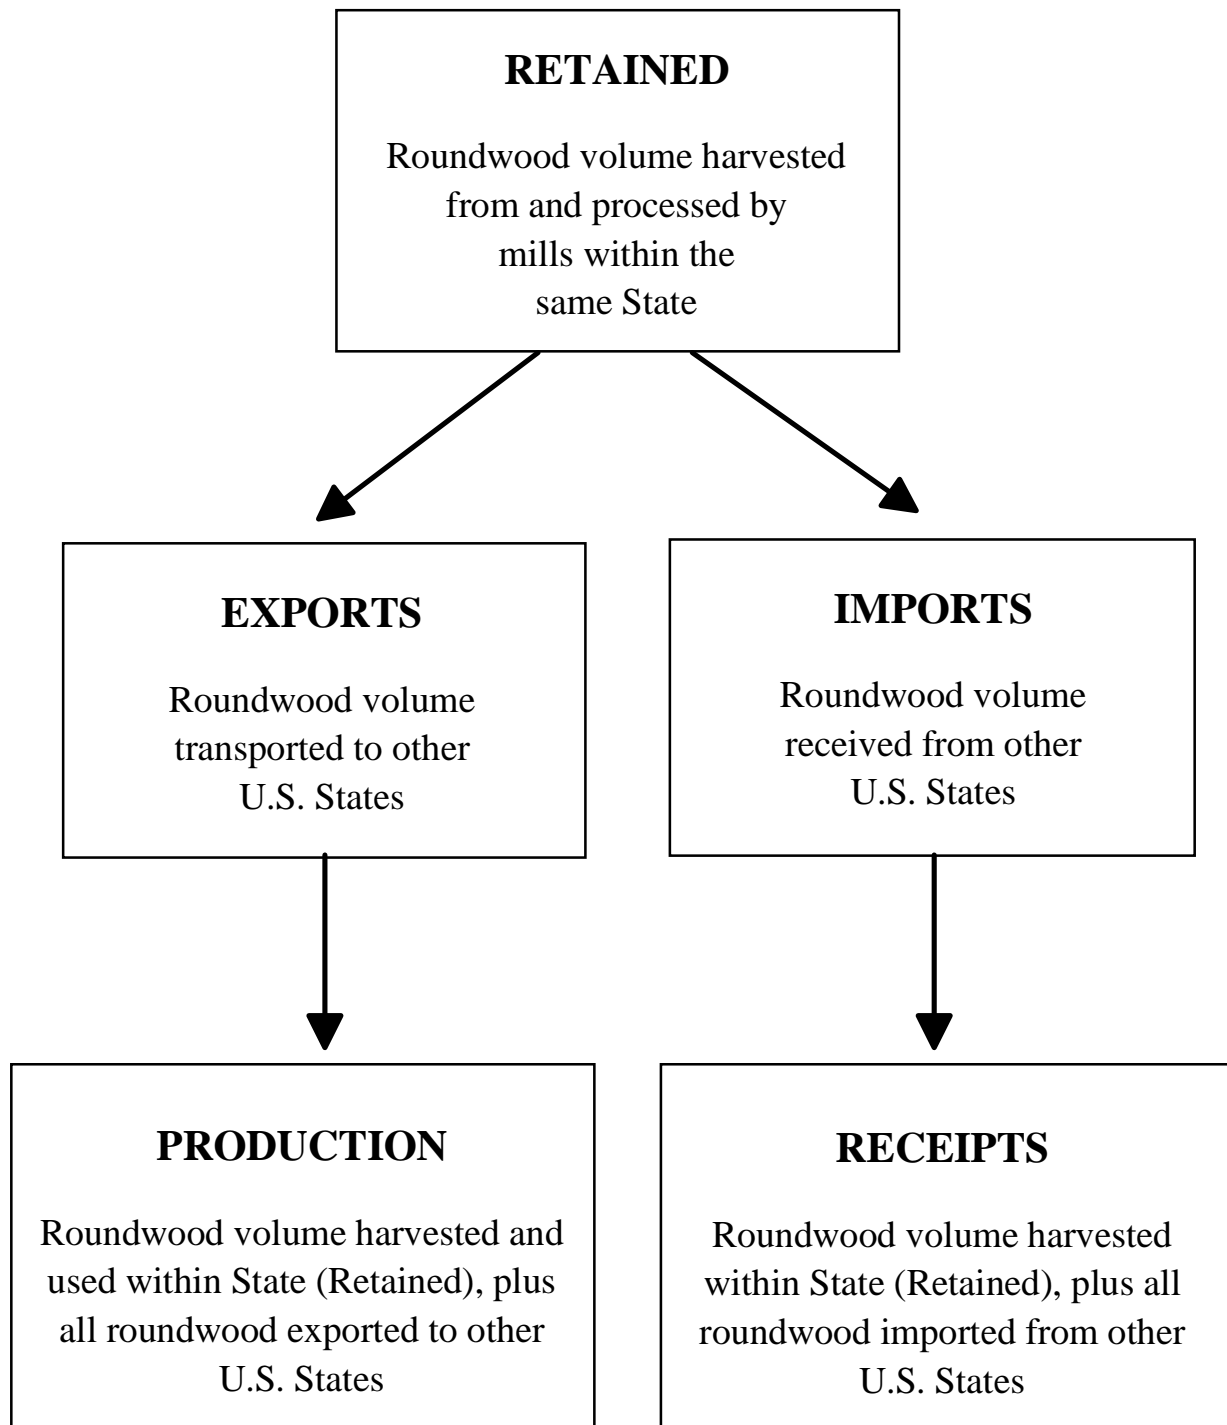 RETAINED
Roundwood volume harvested
from and processed by
mills within the
same State
EXPORTS
Roundwood volume
transported to other
U.S. States
IMPORTS
Roundwood volume
received from other
U.S. States
PRODUCTION
Roundwood volume harvested and
used within State (Retained), plus
all roundwood exported to other
U.S. States
RECEIPTS
Roundwood volume harvested
within State (Retained), plus all
roundwood imported from other
U.S. States